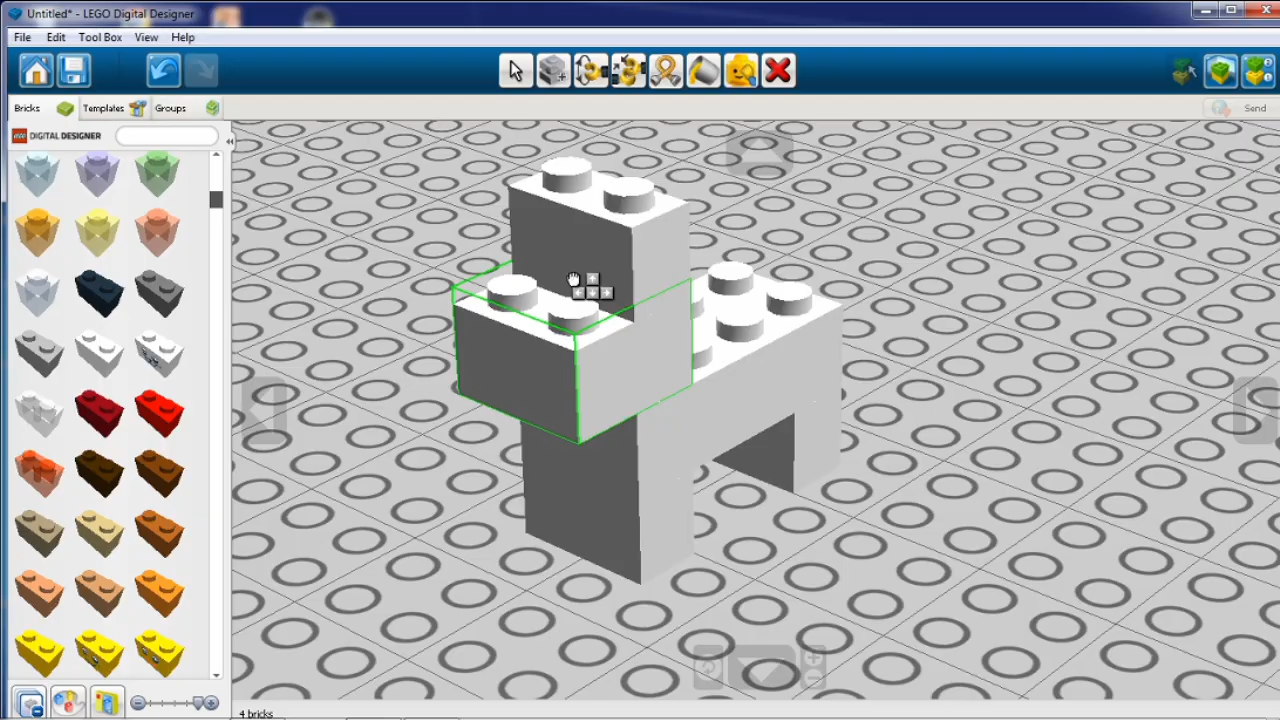 Untitled* - LEGO Digital Designer
File Edit Tool Box View Help
Bricks Templates Groups
Send
DIGITAL DESIGNER
4 bricks